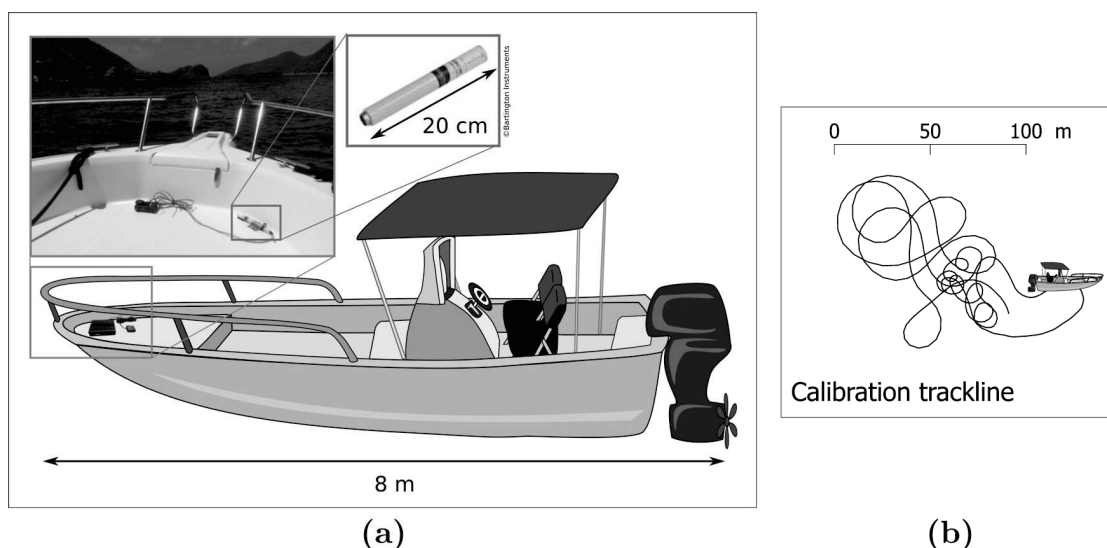 20 cm
©Bartington Instruments
8 m
(a)
0 50 100 m
Calibration trackline
(b)